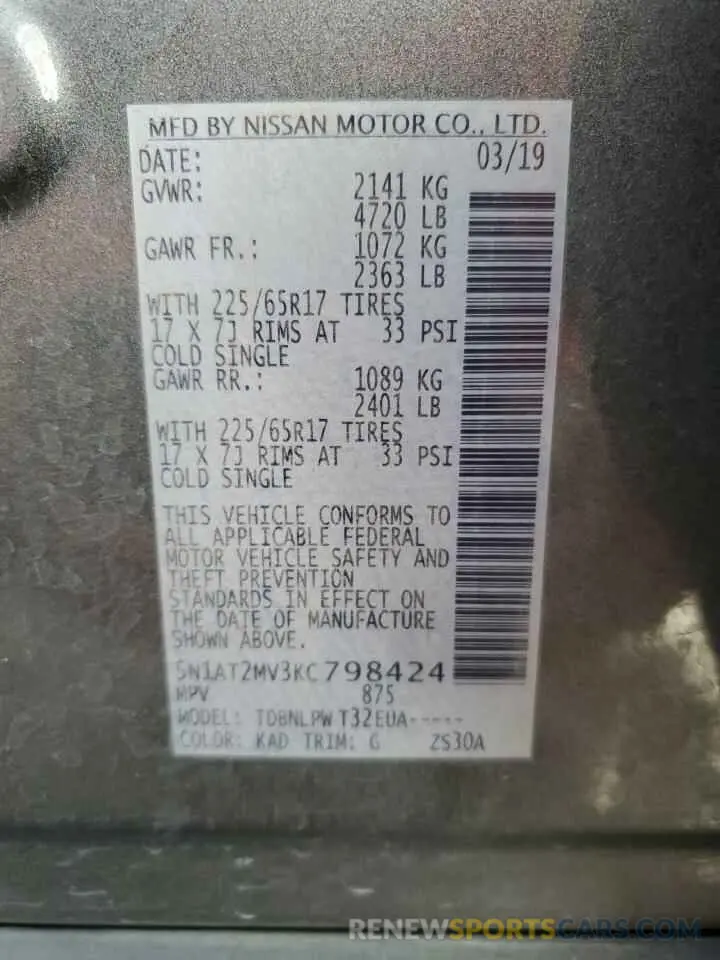 MFD BY NISSAN MOTOR CO., LTD.
DATE: 03/19
GVWR: 2141 KG
4720 LB
GAWR FR.: 1072 KG
2363 LB
WITH 225/65R17 TIRES
17 X 7J RIMS AT 33 PSI
COLD SINGLE
GAWR RR.: 1089 KG
2401 LB
WITH 225/65R17 TIRES
17 X 7J RIMS AT 33 PSI
COLD SINGLE
THIS VEHICLE CONFORMS TO
ALL APPLICABLE FEDERAL
MOTOR VEHICLE SAFETY AND
THEFT PREVENTION
STANDARDS IN EFFECT ON
THE DATE OF MANUFACTURE
SHOWN ABOVE.
5N1AT2MV3KC798424
MPV 875
MODEL: TDBNLPW T32EUA-----
COLOR: KAD TRIM: G ZS30A
RENEWSPORTSCARS.COM